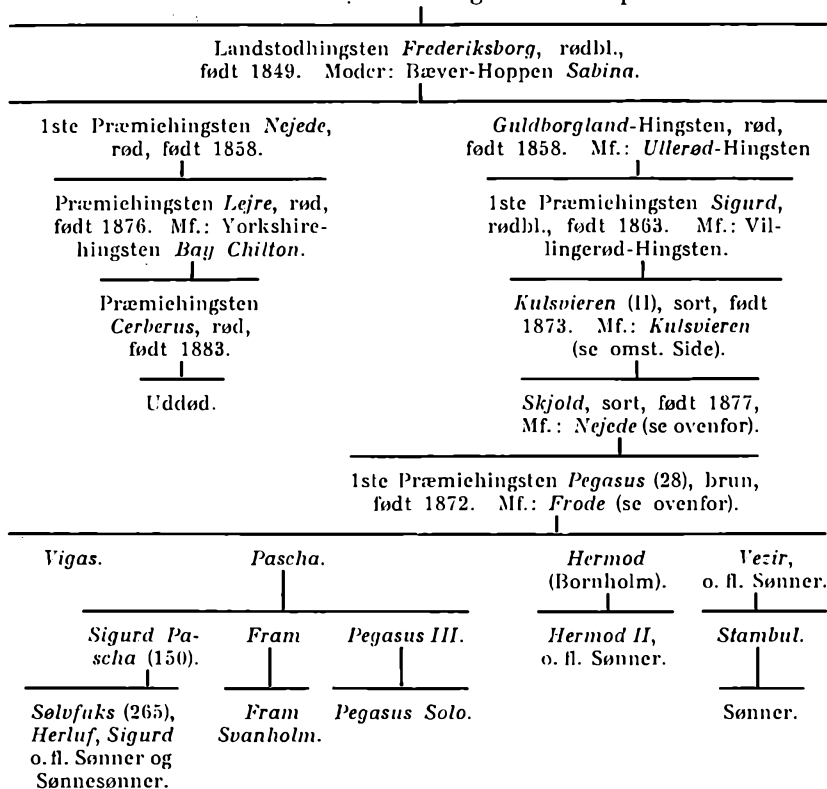 Landstodhingsten Frederiksborg, rødbl.,
født 1849. Moder: Bæver-Hoppen Sabina.
1ste Præmiehingsten Nejede,
rød, født 1858.
Guldborgland-Hingsten, rød,
født 1858. Mf.: Ullerød-Hingsten
Præmiehingsten Lejre, rød,
født 1876. Mf.: Yorkshire-
hingsten Bay Chilton.
1ste Præmiehingsten Sigurd,
rødbl., født 1863. Mf.: Vil-
lingerød-Hingsten.
Præmiehingsten
Cerberus, rød,
født 1883.
Kulsvieren (II), sort, født
1873. Mf.: Kulsvieren
(se omst. Side).
Uddød.
Skjold, sort, født 1877,
Mf.: Nejede (se ovenfor).
1ste Præmiehingsten Pegasus (28), brun,
født 1872. Mf.: Frode (se ovenfor).
Vigas.
Pascha.
Hermod
(Bornholm).
Vezir,
o. fl. Sønner.
Sigurd Pa-
scha (150).
Fram
Pegasus III.
Hermod II,
o. fl. Sønner.
Stambul.
Sølvfuks (265),
Herluf, Sigurd
o. fl. Sønner og
Sønnesønner.
Fram
Svanholm.
Pegasus Solo.
Sønner.